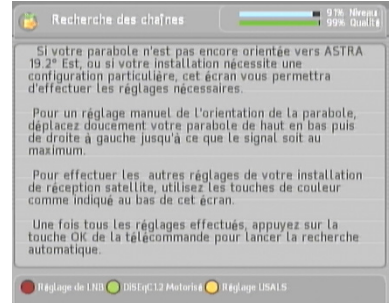 Recherche des chaînes
91% Niveau
99% Qualité
Si votre parabole n'est pas encore orientée vers ASTRA
19.2° Est, ou si votre installation nécessite une
configuration particulière, cet écran vous permettra
d'effectuer les réglages nécessaires.
Pour un réglage manuel de l'orientation de la parabole,
déplacez doucement votre parabole de haut en bas puis
de droite à gauche jusqu'à ce que le signal soit au
maximum.
Pour effectuer les autres réglages de votre installation
de réception satellite, utilisez les touches de couleur
comme indiqué au bas de cet écran.
Une fois tous les réglages effectués, appuyez sur la
touche OK de la télécommande pour lancer la recherche
automatique.
Réglage de LNB DiSEqC1.2 Motorisé Réglage USALS